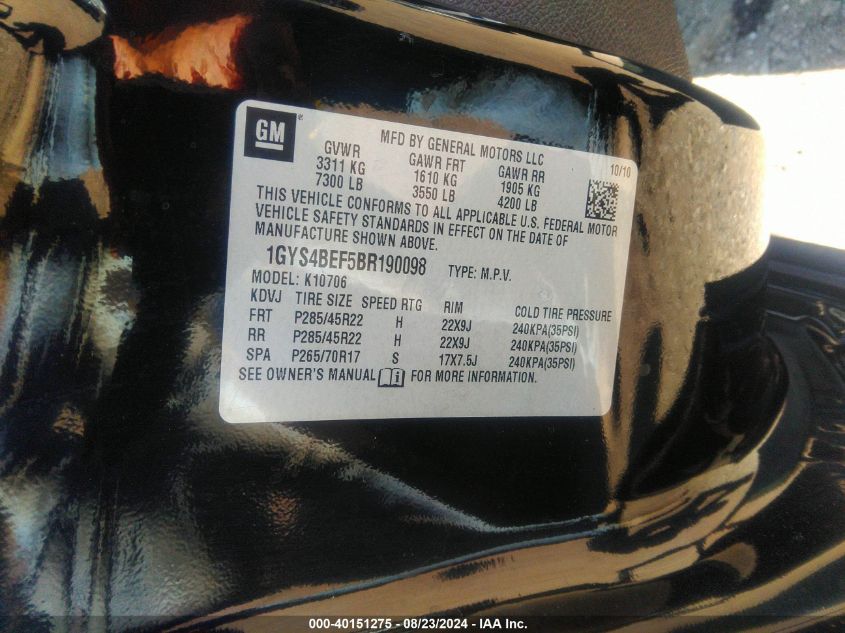 GM ®
MFD BY GENERAL MOTORS LLC 10/10
GVWR GAWR FRT GAWR RR
3311 KG 1610 KG 1905 KG
7300 LB 3550 LB 4200 LB
THIS VEHICLE CONFORMS TO ALL APPLICABLE U.S. FEDERAL MOTOR
VEHICLE SAFETY STANDARDS IN EFFECT ON THE DATE OF
MANUFACTURE SHOWN ABOVE.
1GYS4BEF5BR190098 TYPE: M.P.V.
MODEL: K10706
KDVJ TIRE SIZE SPEED RTG RIM COLD TIRE PRESSURE
FRT P285/45R22 H 22X9J 240KPA(35PSI)
RR P285/45R22 H 22X9J 240KPA(35PSI)
SPA P265/70R17 S 17X7.5J 240KPA(35PSI)
SEE OWNER'S MANUAL FOR MORE INFORMATION.
000-40151275 - 08/23/2024 - IAA Inc.